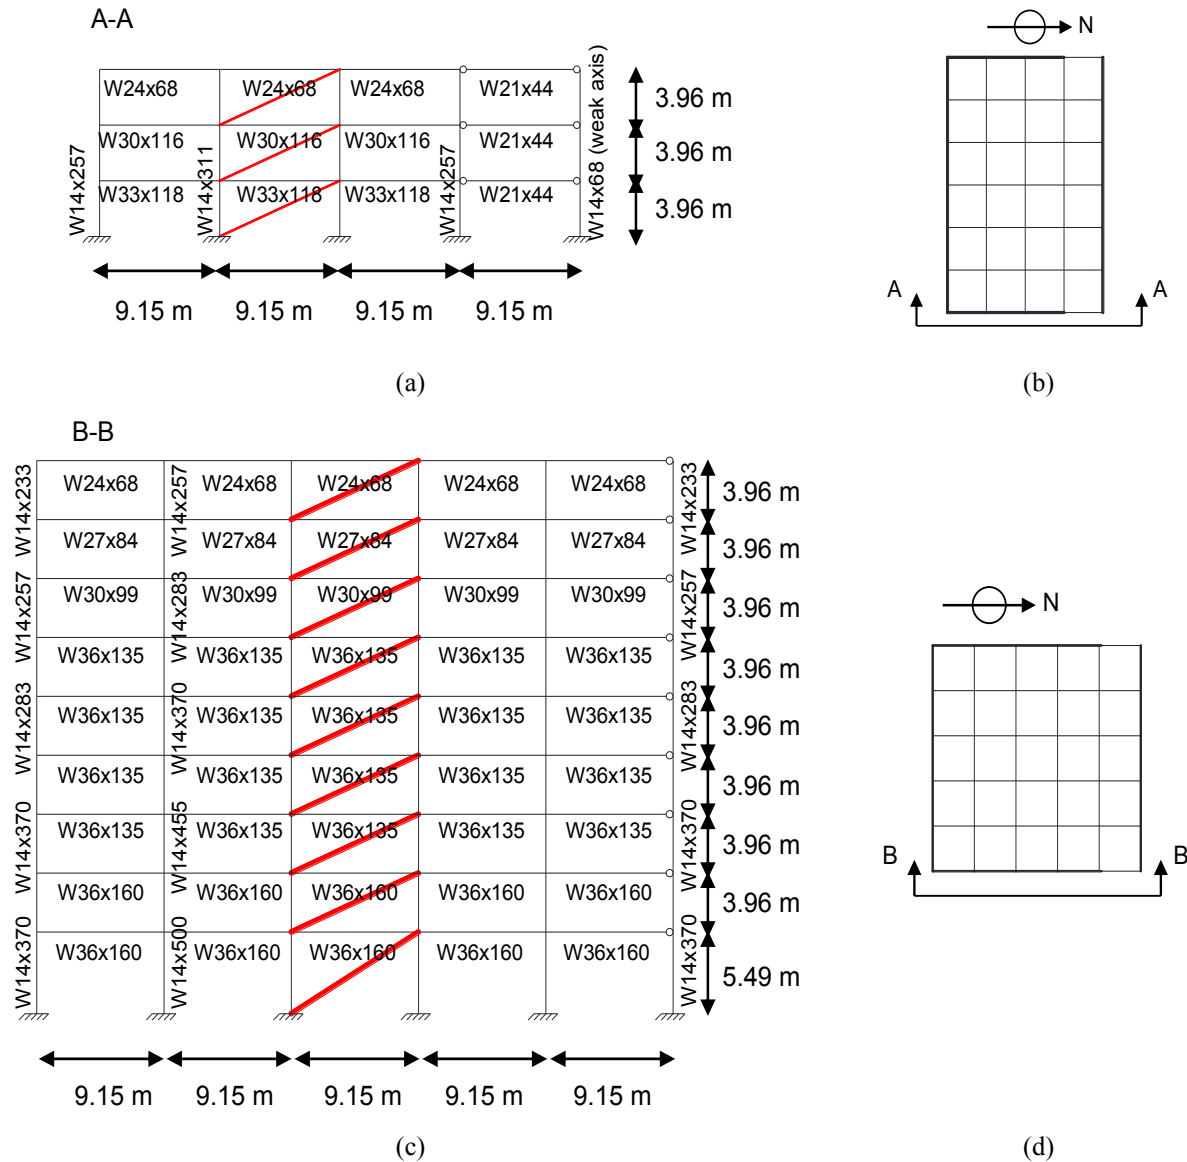 A-A
N
W24x68 W24x68 W24x68 W21x44
3.96 m
W30x116 W30x116 W30x116 W21x44
3.96 m
W33x118 W33x118 W33x118 W21x44
3.96 m
W14x257
W14x311
W14x257
W14x68 (weak axis)
A A
9.15 m 9.15 m 9.15 m 9.15 m
(a) (b)
B-B
W14x233 W14x257 W14x233
W24x68 W24x68 W24x68 W24x68 W24x68
3.96 m
W27x84 W27x84 W27x84 W27x84 W27x84
3.96 m
W14x257 W14x283 W14x257
W30x99 W30x99 W30x99 W30x99 W30x99
3.96 m
N
W36x135 W36x135 W36x135 W36x135 W36x135
3.96 m
W14x283 W14x370 W14x283
W36x135 W36x135 W36x135 W36x135 W36x135
3.96 m
W36x135 W36x135 W36x135 W36x135 W36x135
3.96 m
W14x370 W14x455 W14x370
W36x135 W36x135 W36x135 W36x135 W36x135
3.96 m
B B
W36x160 W36x160 W36x160 W36x160 W36x160
3.96 m
W14x370 W14x500 W14x370
W36x160 W36x160 W36x160 W36x160 W36x160
5.49 m
9.15 m 9.15 m 9.15 m 9.15 m 9.15 m
(c) (d)